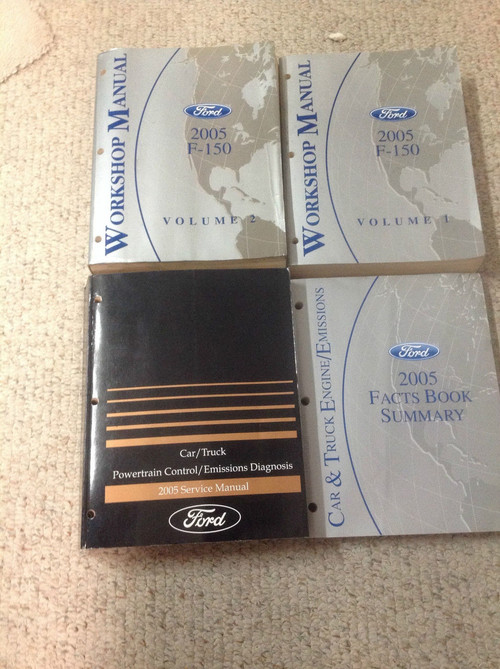 WORKSHOP MANUAL
Ford
2005
F-150
VOLUME 2
WORKSHOP MANUAL
Ford
2005
F-150
VOLUME 1
Car/Truck
Powertrain Control/Emissions Diagnosis
2005 Service Manual
Ford
CAR & TRUCK ENGINE/EMISSIONS
Ford
2005
FACTS BOOK
SUMMARY